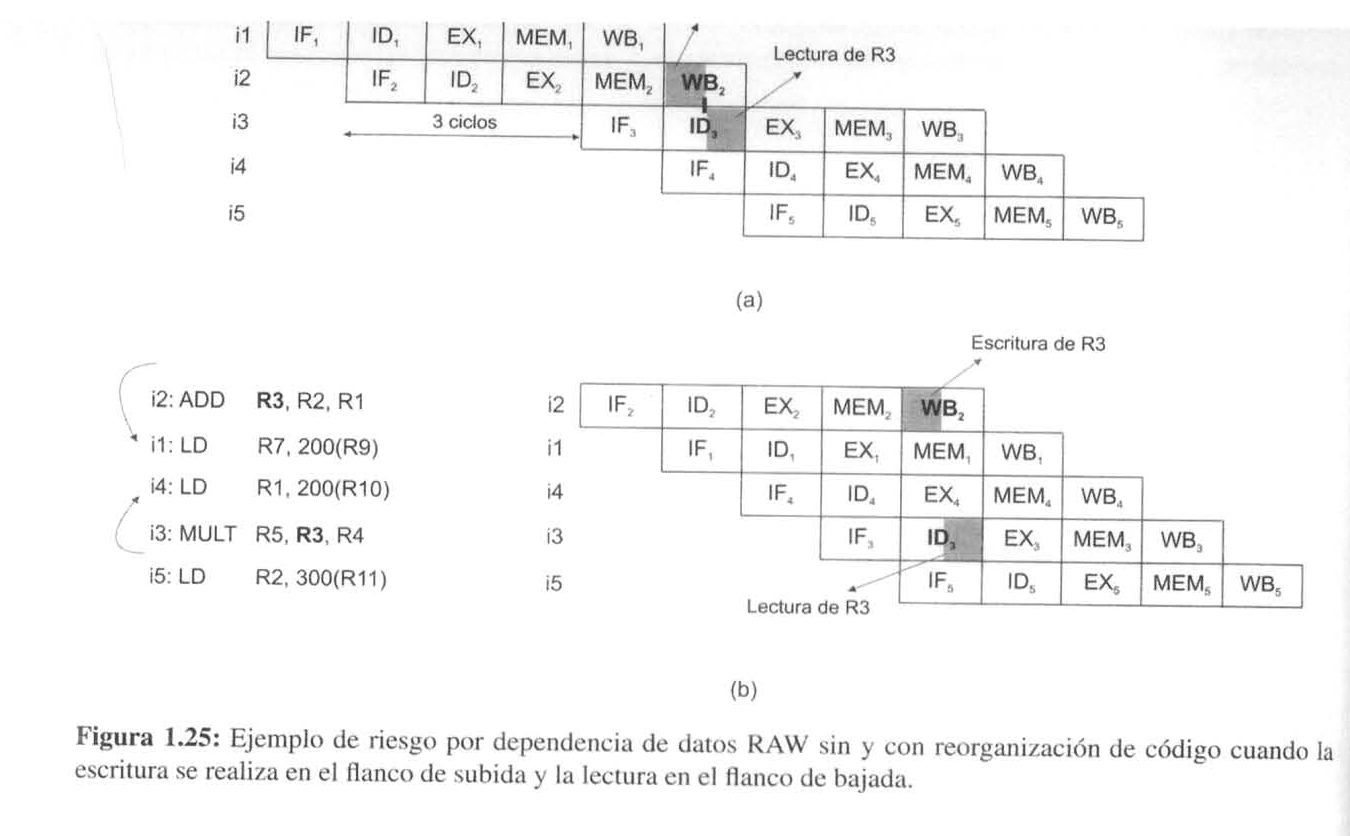 i1 IF₁ ID₁ EX₁ MEM₁ WB₁
Lectura de R3
i2 IF₂ ID₂ EX₂ MEM₂ WB₂
i3 3 ciclos IF₃ ID₃ EX₃ MEM₃ WB₃
i4 IF₄ ID₄ EX₄ MEM₄ WB₄
i5 IF₅ ID₅ EX₅ MEM₅ WB₅
(a)
Escritura de R3
i2: ADD R3, R2, R1 i2 IF₂ ID₂ EX₂ MEM₂ WB₂
i1: LD R7, 200(R9) i1 IF₁ ID₁ EX₁ MEM₁ WB₁
i4: LD R1, 200(R10) i4 IF₄ ID₄ EX₄ MEM₄ WB₄
i3: MULT R5, R3, R4 i3 IF₃ ID₃ EX₃ MEM₃ WB₃
i5: LD R2, 300(R11) i5 IF₅ ID₅ EX₅ MEM₅ WB₅
Lectura de R3
(b)
Figura 1.25: Ejemplo de riesgo por dependencia de datos RAW sin y con reorganización de código cuando la
escritura se realiza en el flanco de subida y la lectura en el flanco de bajada.